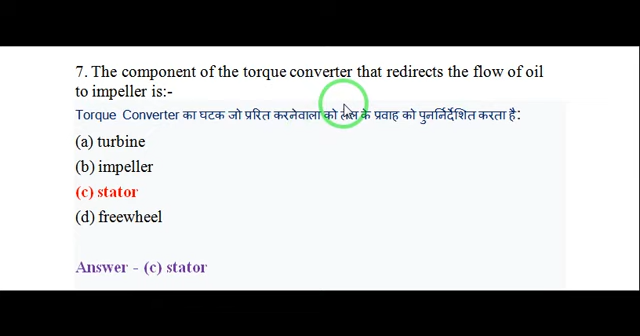 7. The component of the torque converter that redirects the flow of oil
to impeller is:-
Torque Converter का घटक जो प्ररित करनेवाला को के प्रवाह को पुनर्निर्देशित करता है:
(a) turbine
(b) impeller
(c) stator
(d) freewheel
Answer - (c) stator